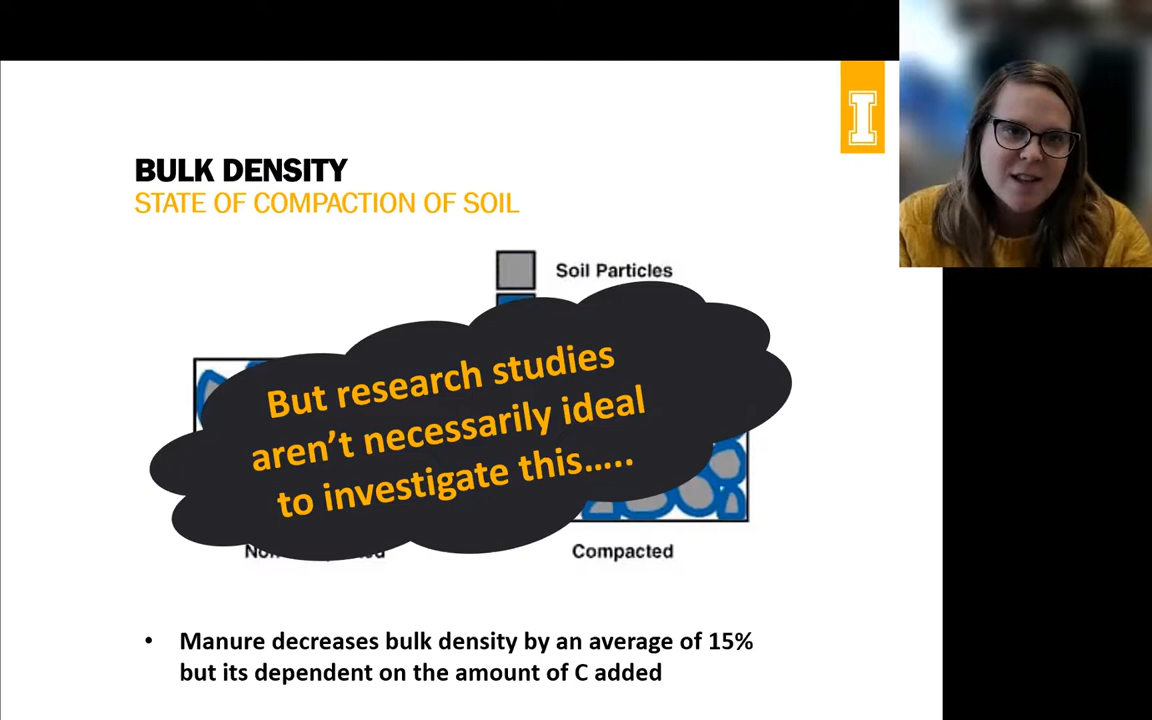 I
BULK DENSITY
STATE OF COMPACTION OF SOIL
Soil Particles
But research studies
aren't necessarily ideal
to investigate this.....
Compacted
• Manure decreases bulk density by an average of 15%
but its dependent on the amount of C added